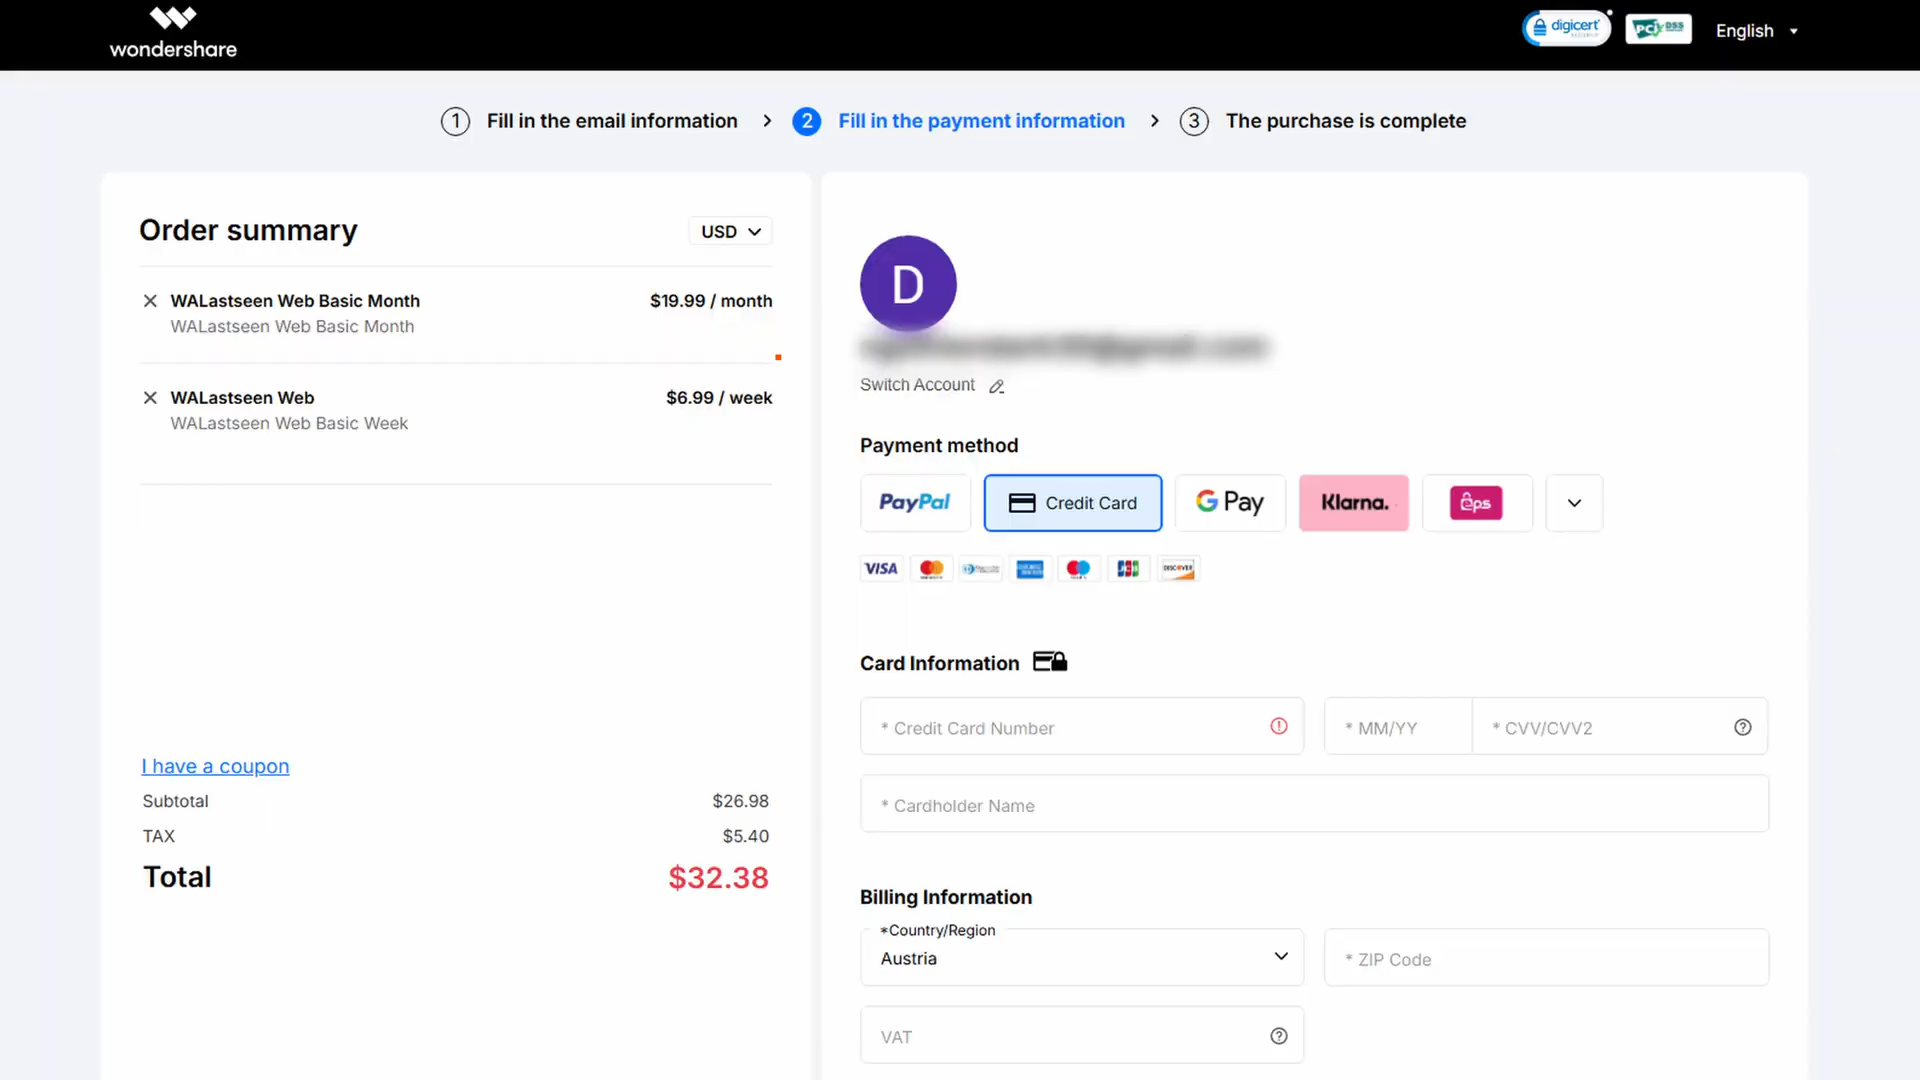 wondershare
digicert
PCI DSS
English
1 Fill in the email information
2 Fill in the payment information
3 The purchase is complete
Order summary
USD
WALastseen Web Basic Month $19.99 / month
WALastseen Web Basic Month
WALastseen Web $6.99 / week
WALastseen Web Basic Week
I have a coupon
Subtotal $26.98
TAX $5.40
Total $32.38
D
Switch Account
Payment method
PayPal
Credit Card
G Pay
Klarna.
eps
VISA
JCB
DISCOVER
Card Information
* Credit Card Number
* MM/YY
* CVV/CVV2
* Cardholder Name
Billing Information
*Country/Region
Austria
* ZIP Code
VAT